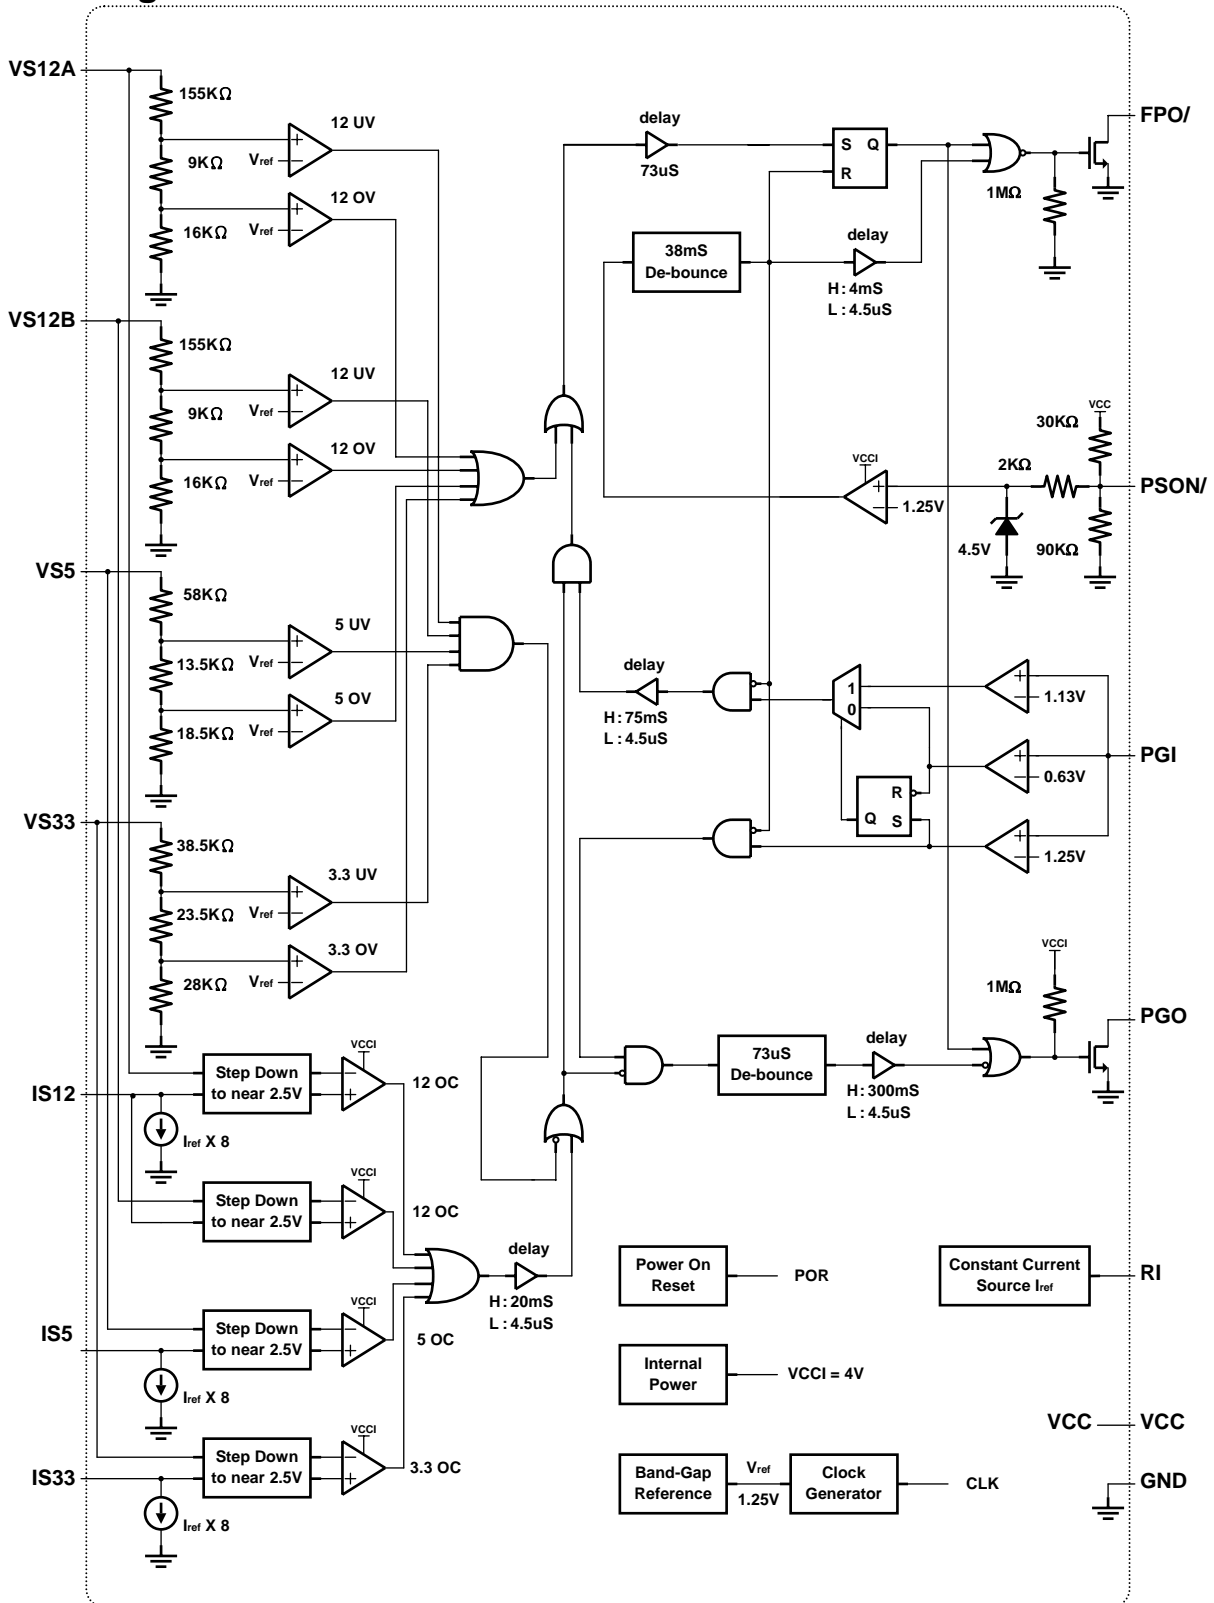 VS12A
155KΩ
12 UV
Vref
9KΩ
12 OV
Vref
16KΩ
delay
73uS
S Q
R
FPO/
1MΩ
38mS
De-bounce
delay
H : 4mS
L : 4.5uS
VS12B
155KΩ
12 UV
Vref
9KΩ
12 OV
Vref
16KΩ
VCC
30KΩ
2KΩ
PSON/
VCCI
1.25V
4.5V
90KΩ
VS5
58KΩ
5 UV
Vref
13.5KΩ
5 OV
Vref
18.5KΩ
delay
H : 75mS
L : 4.5uS
1
0
1.13V
PGI
0.63V
R
Q S
1.25V
VS33
38.5KΩ
3.3 UV
Vref
23.5KΩ
3.3 OV
Vref
28KΩ
VCCI
1MΩ
PGO
73uS
De-bounce
delay
H : 300mS
L : 4.5uS
IS12
Step Down
to near 2.5V
VCCI
12 OC
Iref X 8
Step Down
to near 2.5V
VCCI
12 OC
delay
H : 20mS
L : 4.5uS
IS5
Step Down
to near 2.5V
VCCI
5 OC
Iref X 8
IS33
Step Down
to near 2.5V
VCCI
3.3 OC
Iref X 8
Power On
Reset
POR
Constant Current
Source Iref
RI
Internal
Power
VCCI = 4V
VCC VCC
Band-Gap
Reference
Vref
1.25V
Clock
Generator
CLK
GND